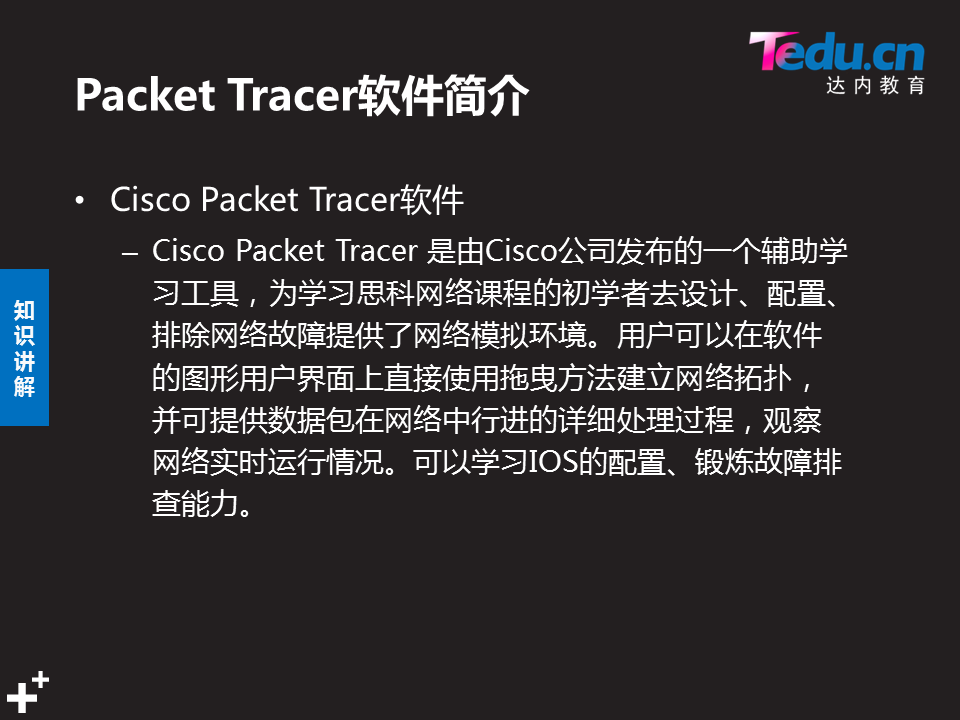 Tedu.cn
达内教育
Packet Tracer软件简介
• Cisco Packet Tracer软件
– Cisco Packet Tracer 是由Cisco公司发布的一个辅助学
习工具，为学习思科网络课程的初学者去设计、配置、
排除网络故障提供了网络模拟环境。用户可以在软件
的图形用户界面上直接使用拖曳方法建立网络拓扑，
并可提供数据包在网络中行进的详细处理过程，观察
网络实时运行情况。可以学习IOS的配置、锻炼故障排
查能力。
知
识
讲
解